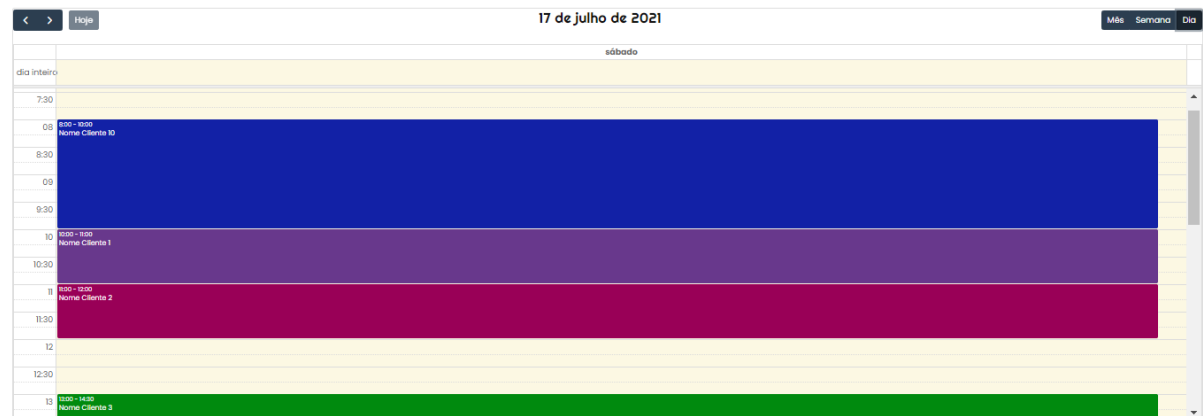 Hoje
17 de julho de 2021
Mês Semana Dia
sábado
dia inteiro
7:30
08
8:00 - 10:00
Nome Cliente 10
8:30
09
9:30
10
10:00 - 11:00
Nome Cliente 1
10:30
11
11:00 - 12:00
Nome Cliente 2
11:30
12
12:30
13
13:00 - 14:30
Nome Cliente 3